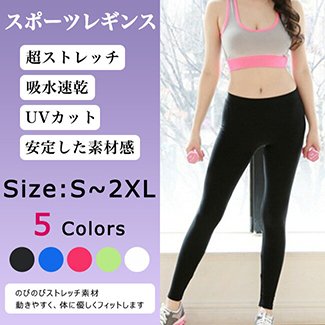 スポーツレギンス
超ストレッチ
吸水速乾
UVカット
安定した素材感
Size:S~2XL
5 Colors
のびのびストレッチ素材
動きやすく、体に優しくフィットします